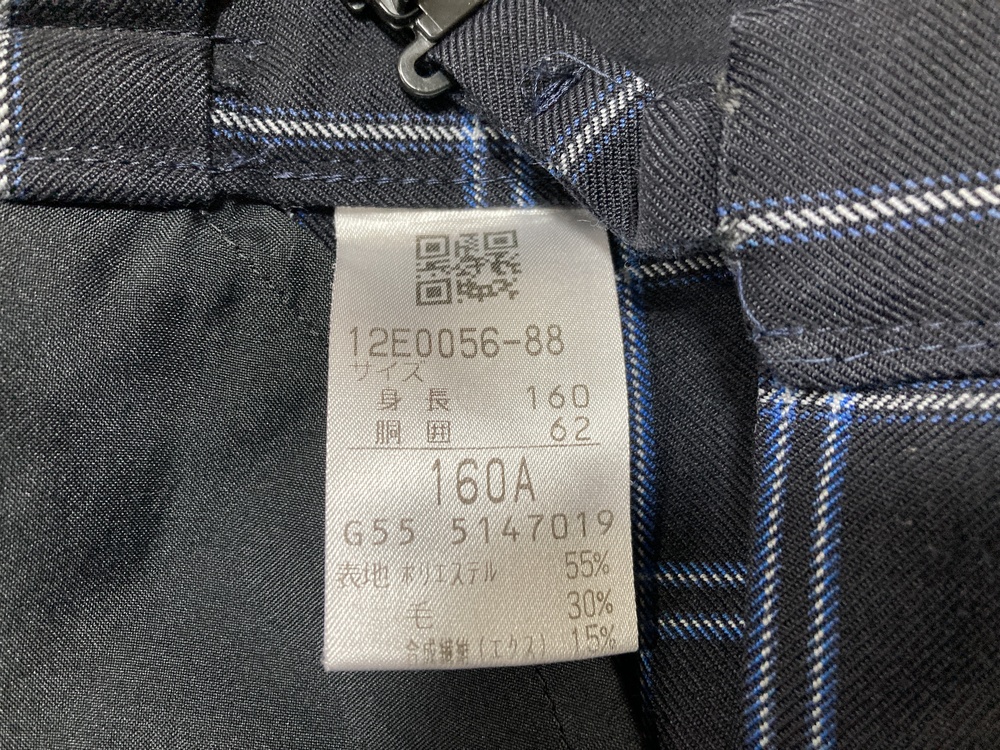 12E0056-88
サイズ
身長 160
胴囲 62
160A
G55 5147019
表地 ポリエステル 55%
毛 30%
合成繊維(エクス) 15%